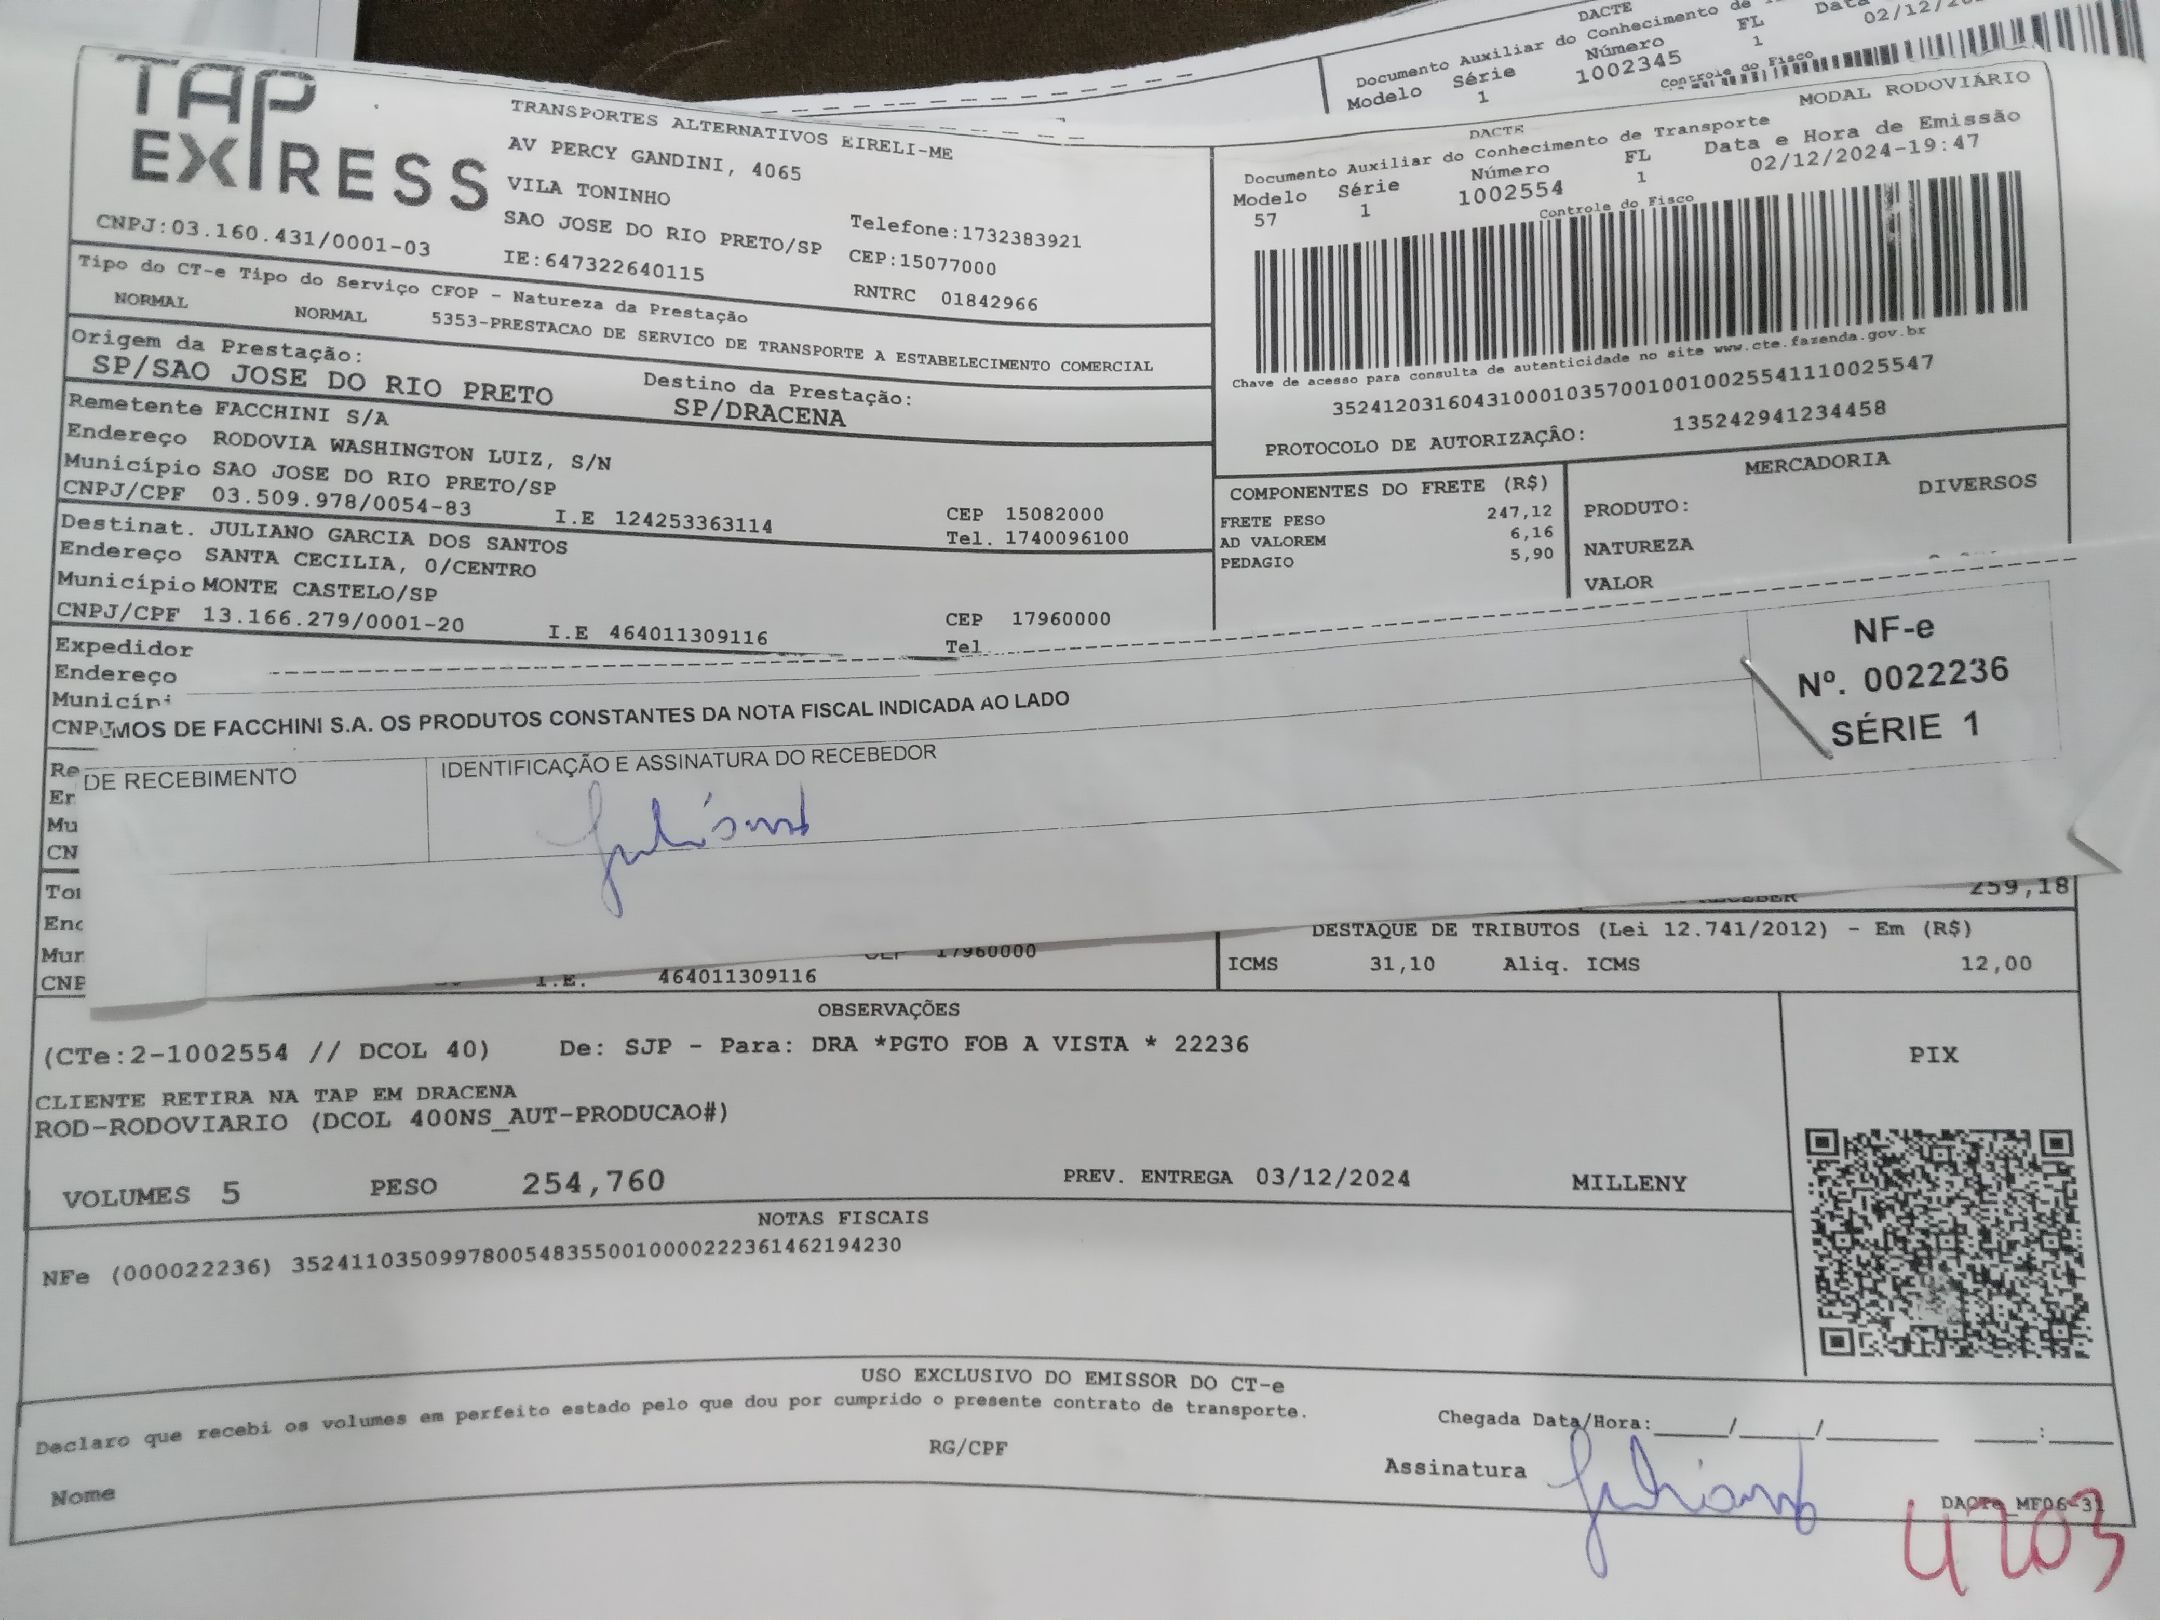 DACTE
Documento Auxiliar do Conhecimento de
Modelo Série Número FL Data
1 1002345 1 02/12/
Controle do Fisco
TAP
EXPRESS
CNPJ:03.160.431/0001-03
TRANSPORTES ALTERNATIVOS EIRELI-ME
AV PERCY GANDINI, 4065
VILA TONINHO
SAO JOSE DO RIO PRETO/SP
IE:647322640115
Telefone:1732383921
CEP:15077000
RNTRC 01842966
MODAL RODOVIÁRIO
DACTE
Documento Auxiliar do Conhecimento de Transporte
Modelo Série Número FL Data e Hora de Emissão
57 1 1002554 1 02/12/2024-19:47
Controle do Fisco
Chave de acesso para consulta de autenticidade no site www.cte.fazenda.gov.br
35241203160431000103570010010025541110025547
PROTOCOLO DE AUTORIZAÇÃO: 135242941234458
Tipo do CT-e Tipo do Serviço CFOP - Natureza da Prestação
NORMAL NORMAL 5353-PRESTACAO DE SERVICO DE TRANSPORTE A ESTABELECIMENTO COMERCIAL
Origem da Prestação: Destino da Prestação:
SP/SAO JOSE DO RIO PRETO SP/DRACENA
Remetente FACCHINI S/A
Endereço RODOVIA WASHINGTON LUIZ, S/N
Município SAO JOSE DO RIO PRETO/SP CEP 15082000
CNPJ/CPF 03.509.978/0054-83 I.E 124253363114 Tel. 1740096100
Destinat. JULIANO GARCIA DOS SANTOS
Endereço SANTA CECILIA, 0/CENTRO
Município MONTE CASTELO/SP CEP 17960000
CNPJ/CPF 13.166.279/0001-20 I.E 464011309116 Tel
Expedidor
Endereço
COMPONENTES DO FRETE (R$)
FRETE PESO 247,12
AD VALOREM 6,16
PEDAGIO 5,90
MERCADORIA
PRODUTO: DIVERSOS
NATUREZA
VALOR
MOS DE FACCHINI S.A. OS PRODUTOS CONSTANTES DA NOTA FISCAL INDICADA AO LADO
DE RECEBIMENTO IDENTIFICAÇÃO E ASSINATURA DO RECEBEDOR
NF-e
Nº. 0022236
SÉRIE 1
259,18
17960000
I.E. 464011309116
DESTAQUE DE TRIBUTOS (Lei 12.741/2012) - Em (R$)
ICMS 31,10 Aliq. ICMS 12,00
OBSERVAÇÕES
(CTe:2-1002554 // DCOL 40) De: SJP - Para: DRA *PGTO FOB A VISTA * 22236
CLIENTE RETIRA NA TAP EM DRACENA
ROD-RODOVIARIO (DCOL 400NS_AUT-PRODUCAO#)
VOLUMES 5 PESO 254,760 PREV. ENTREGA 03/12/2024 MILLENY
PIX
NOTAS FISCAIS
NFe (000022236) 35241103509978005483550010000222361462194230
USO EXCLUSIVO DO EMISSOR DO CT-e
Declaro que recebi os volumes em perfeito estado pelo que dou por cumprido o presente contrato de transporte.
Chegada Data/Hora:____/____/______ ___:___
RG/CPF
Nome
Assinatura
4203